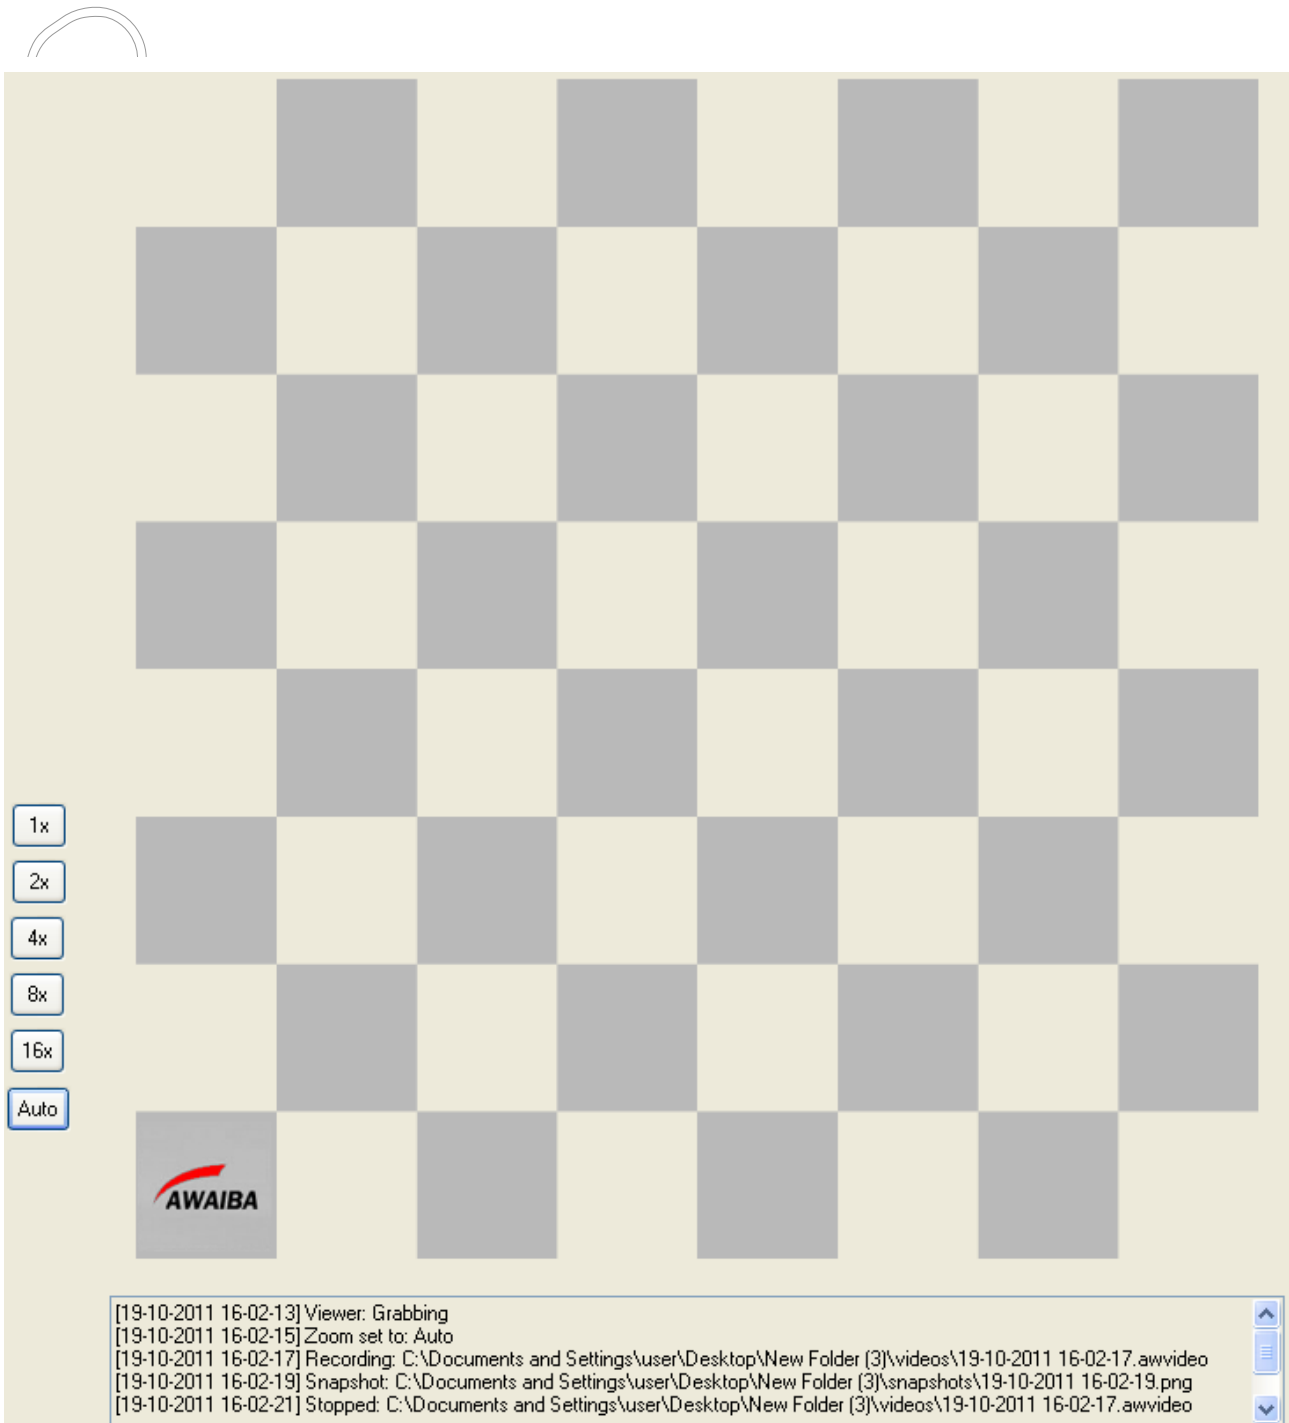 1x
2x
4x
8x
16x
Auto
AWAIBA
[19-10-2011 16-02-13] Viewer: Grabbing
[19-10-2011 16-02-15] Zoom set to: Auto
[19-10-2011 16-02-17] Recording: C:\Documents and Settings\user\Desktop\New Folder (3)\videos\19-10-2011 16-02-17.awvideo
[19-10-2011 16-02-19] Snapshot: C:\Documents and Settings\user\Desktop\New Folder (3)\snapshots\19-10-2011 16-02-19.png
[19-10-2011 16-02-21] Stopped: C:\Documents and Settings\user\Desktop\New Folder (3)\videos\19-10-2011 16-02-17.awvideo